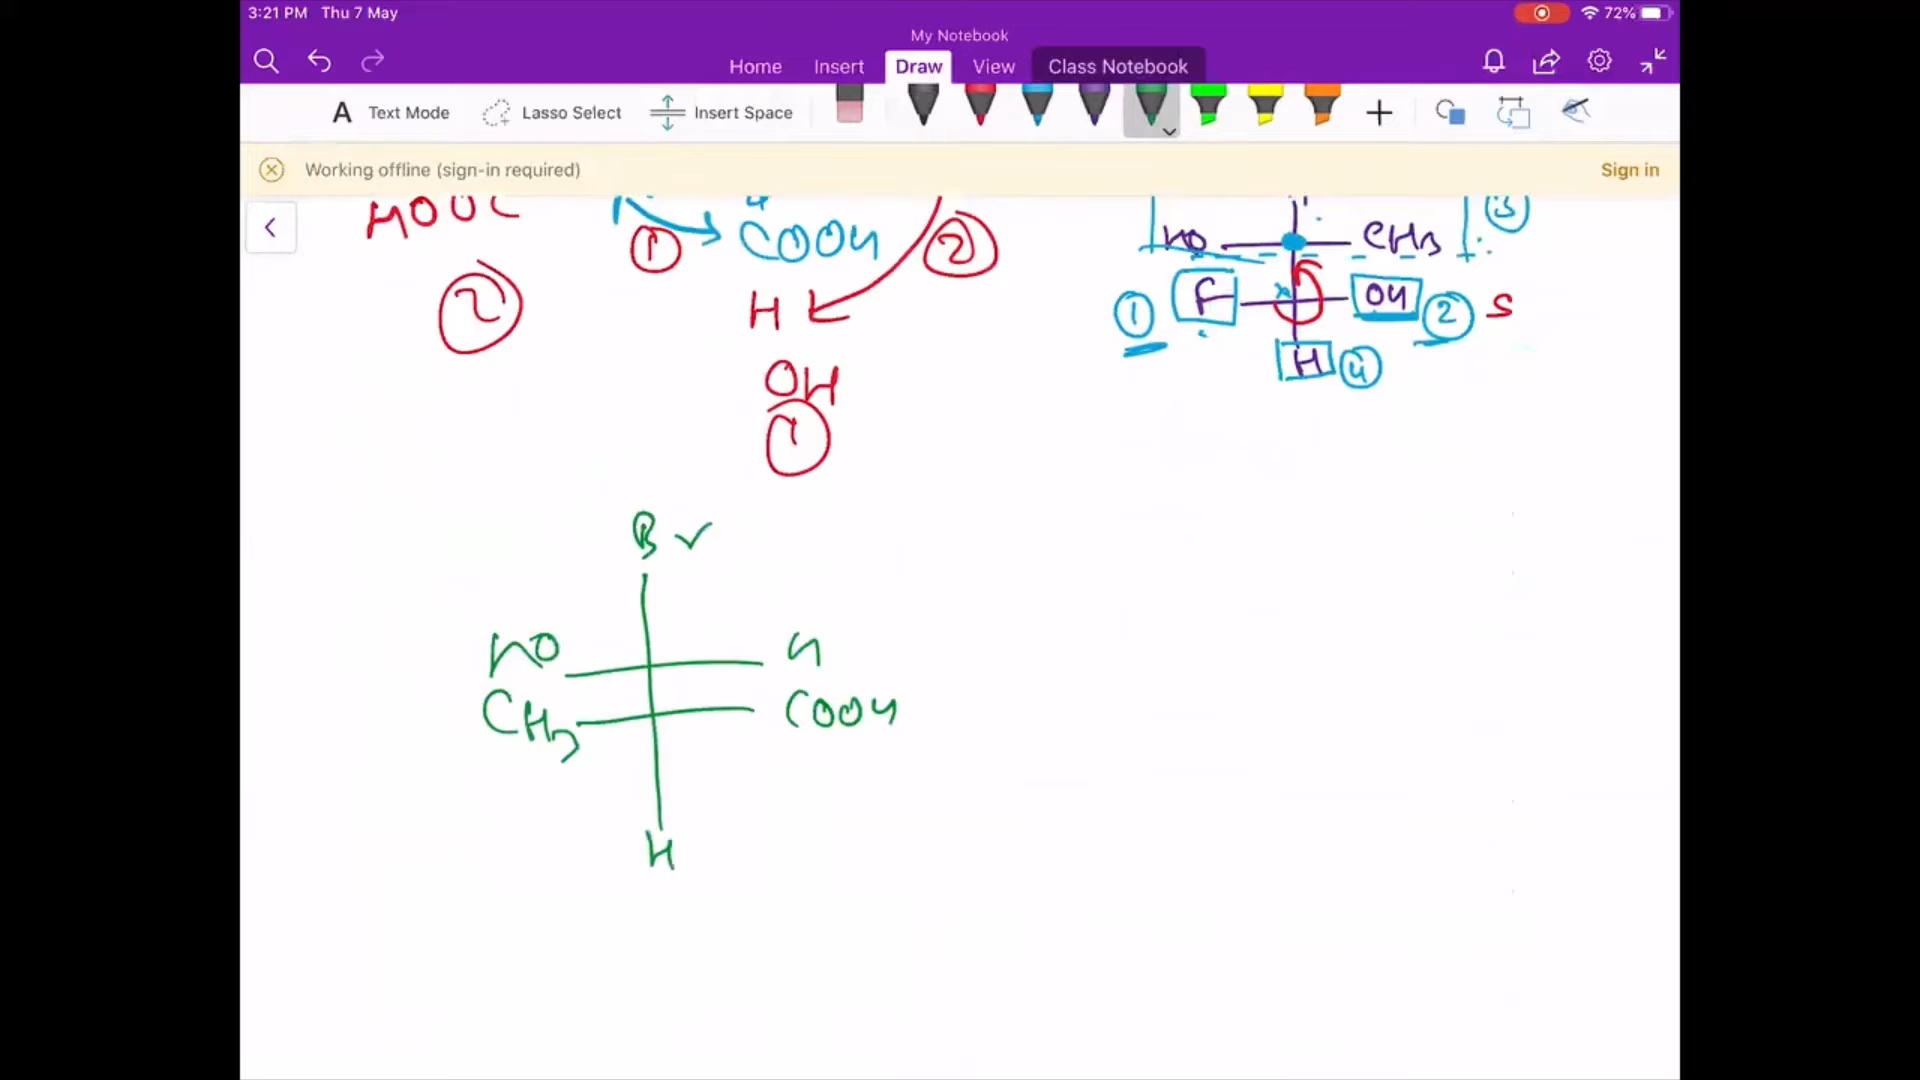 3:21 PM Thu 7 May
72%
My Notebook
Home Insert Draw View Class Notebook
A Text Mode Lasso Select Insert Space
Working offline (sign-in required) Sign in
HOOC
1
COOH
2
3
HO CH3
2
H
1 F OH 2 S
H 4
OH
1
Br
HO H
CH3 COOH
H